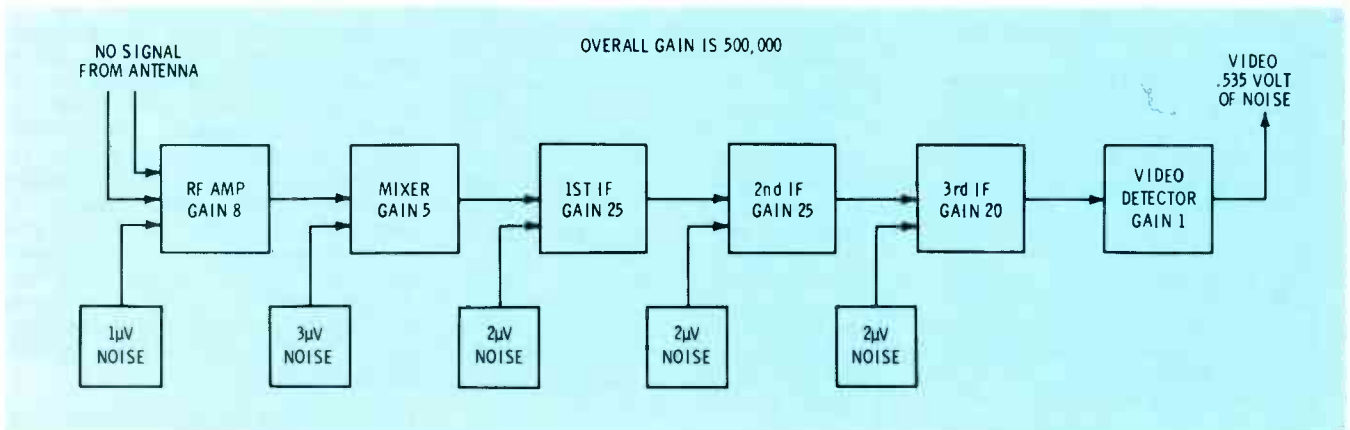 NO SIGNAL
FROM ANTENNA
OVERALL GAIN IS 500,000
VIDEO
.535 VOLT
OF NOISE
RF AMP
GAIN 8
MIXER
GAIN 5
1ST IF
GAIN 25
2nd IF
GAIN 25
3rd IF
GAIN 20
VIDEO
DETECTOR
GAIN 1
1µV
NOISE
3µV
NOISE
2µV
NOISE
2µV
NOISE
2µV
NOISE